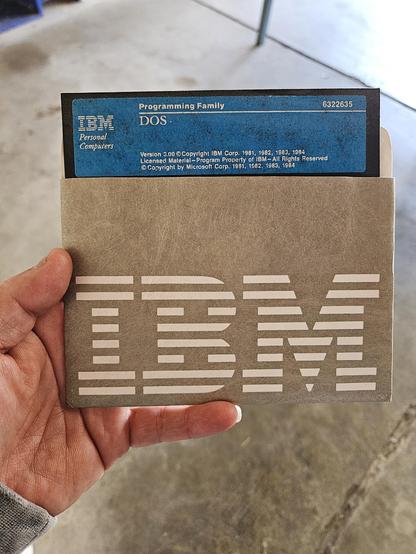 Programming Family 6322635
IBM DOS
Personal
Computers
Version 3.00 © Copyright IBM Corp. 1981, 1982, 1983, 1984
Licensed Material - Program Property of IBM - All Rights Reserved
© Copyright by Microsoft Corp. 1981, 1982, 1983, 1984
IBM